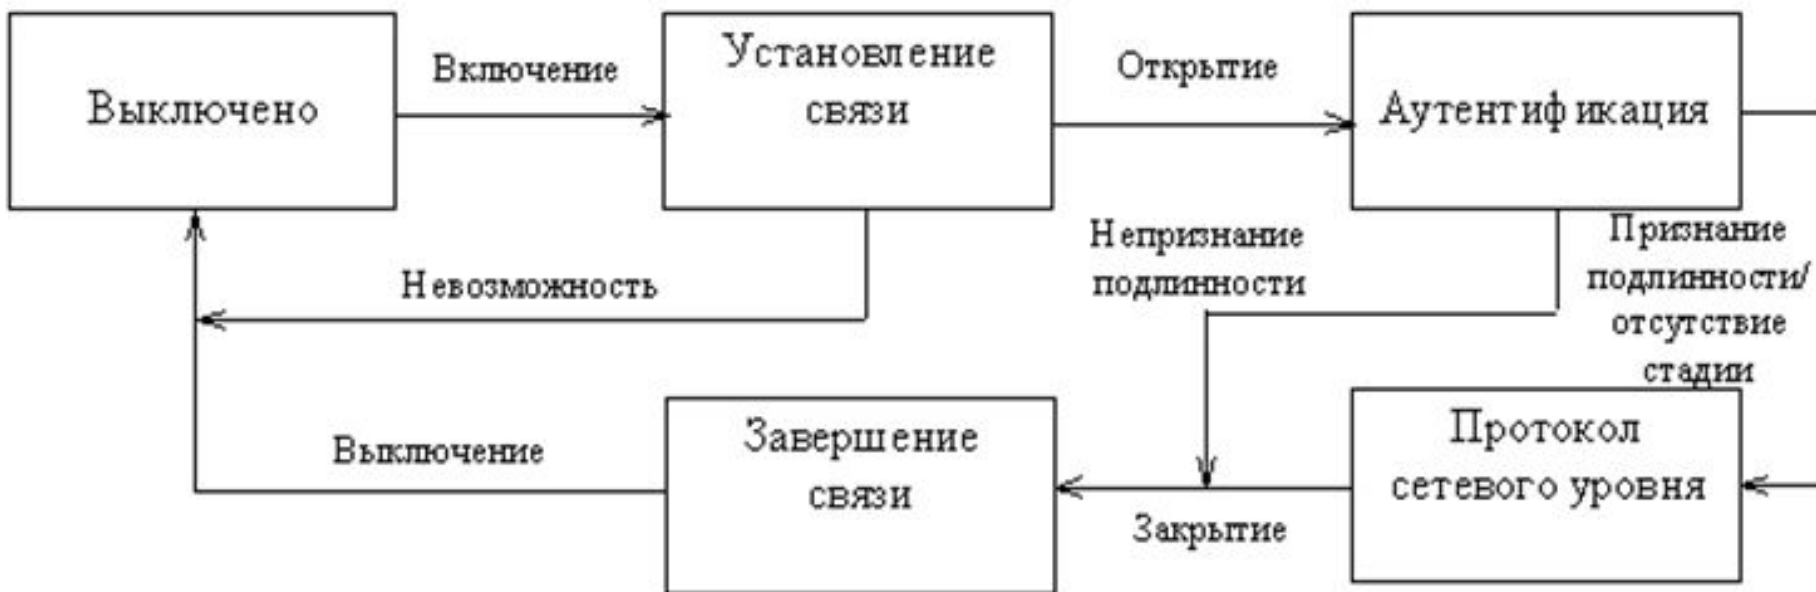 Выключено
Включение
Установление
связи
Открытие
Аутентификация
Невозможность
Непризнание
подлинности
Признание
подлинности/
отсутствие
стадии
Выключение
Завершение
связи
Закрытие
Протокол
сетевого уровня